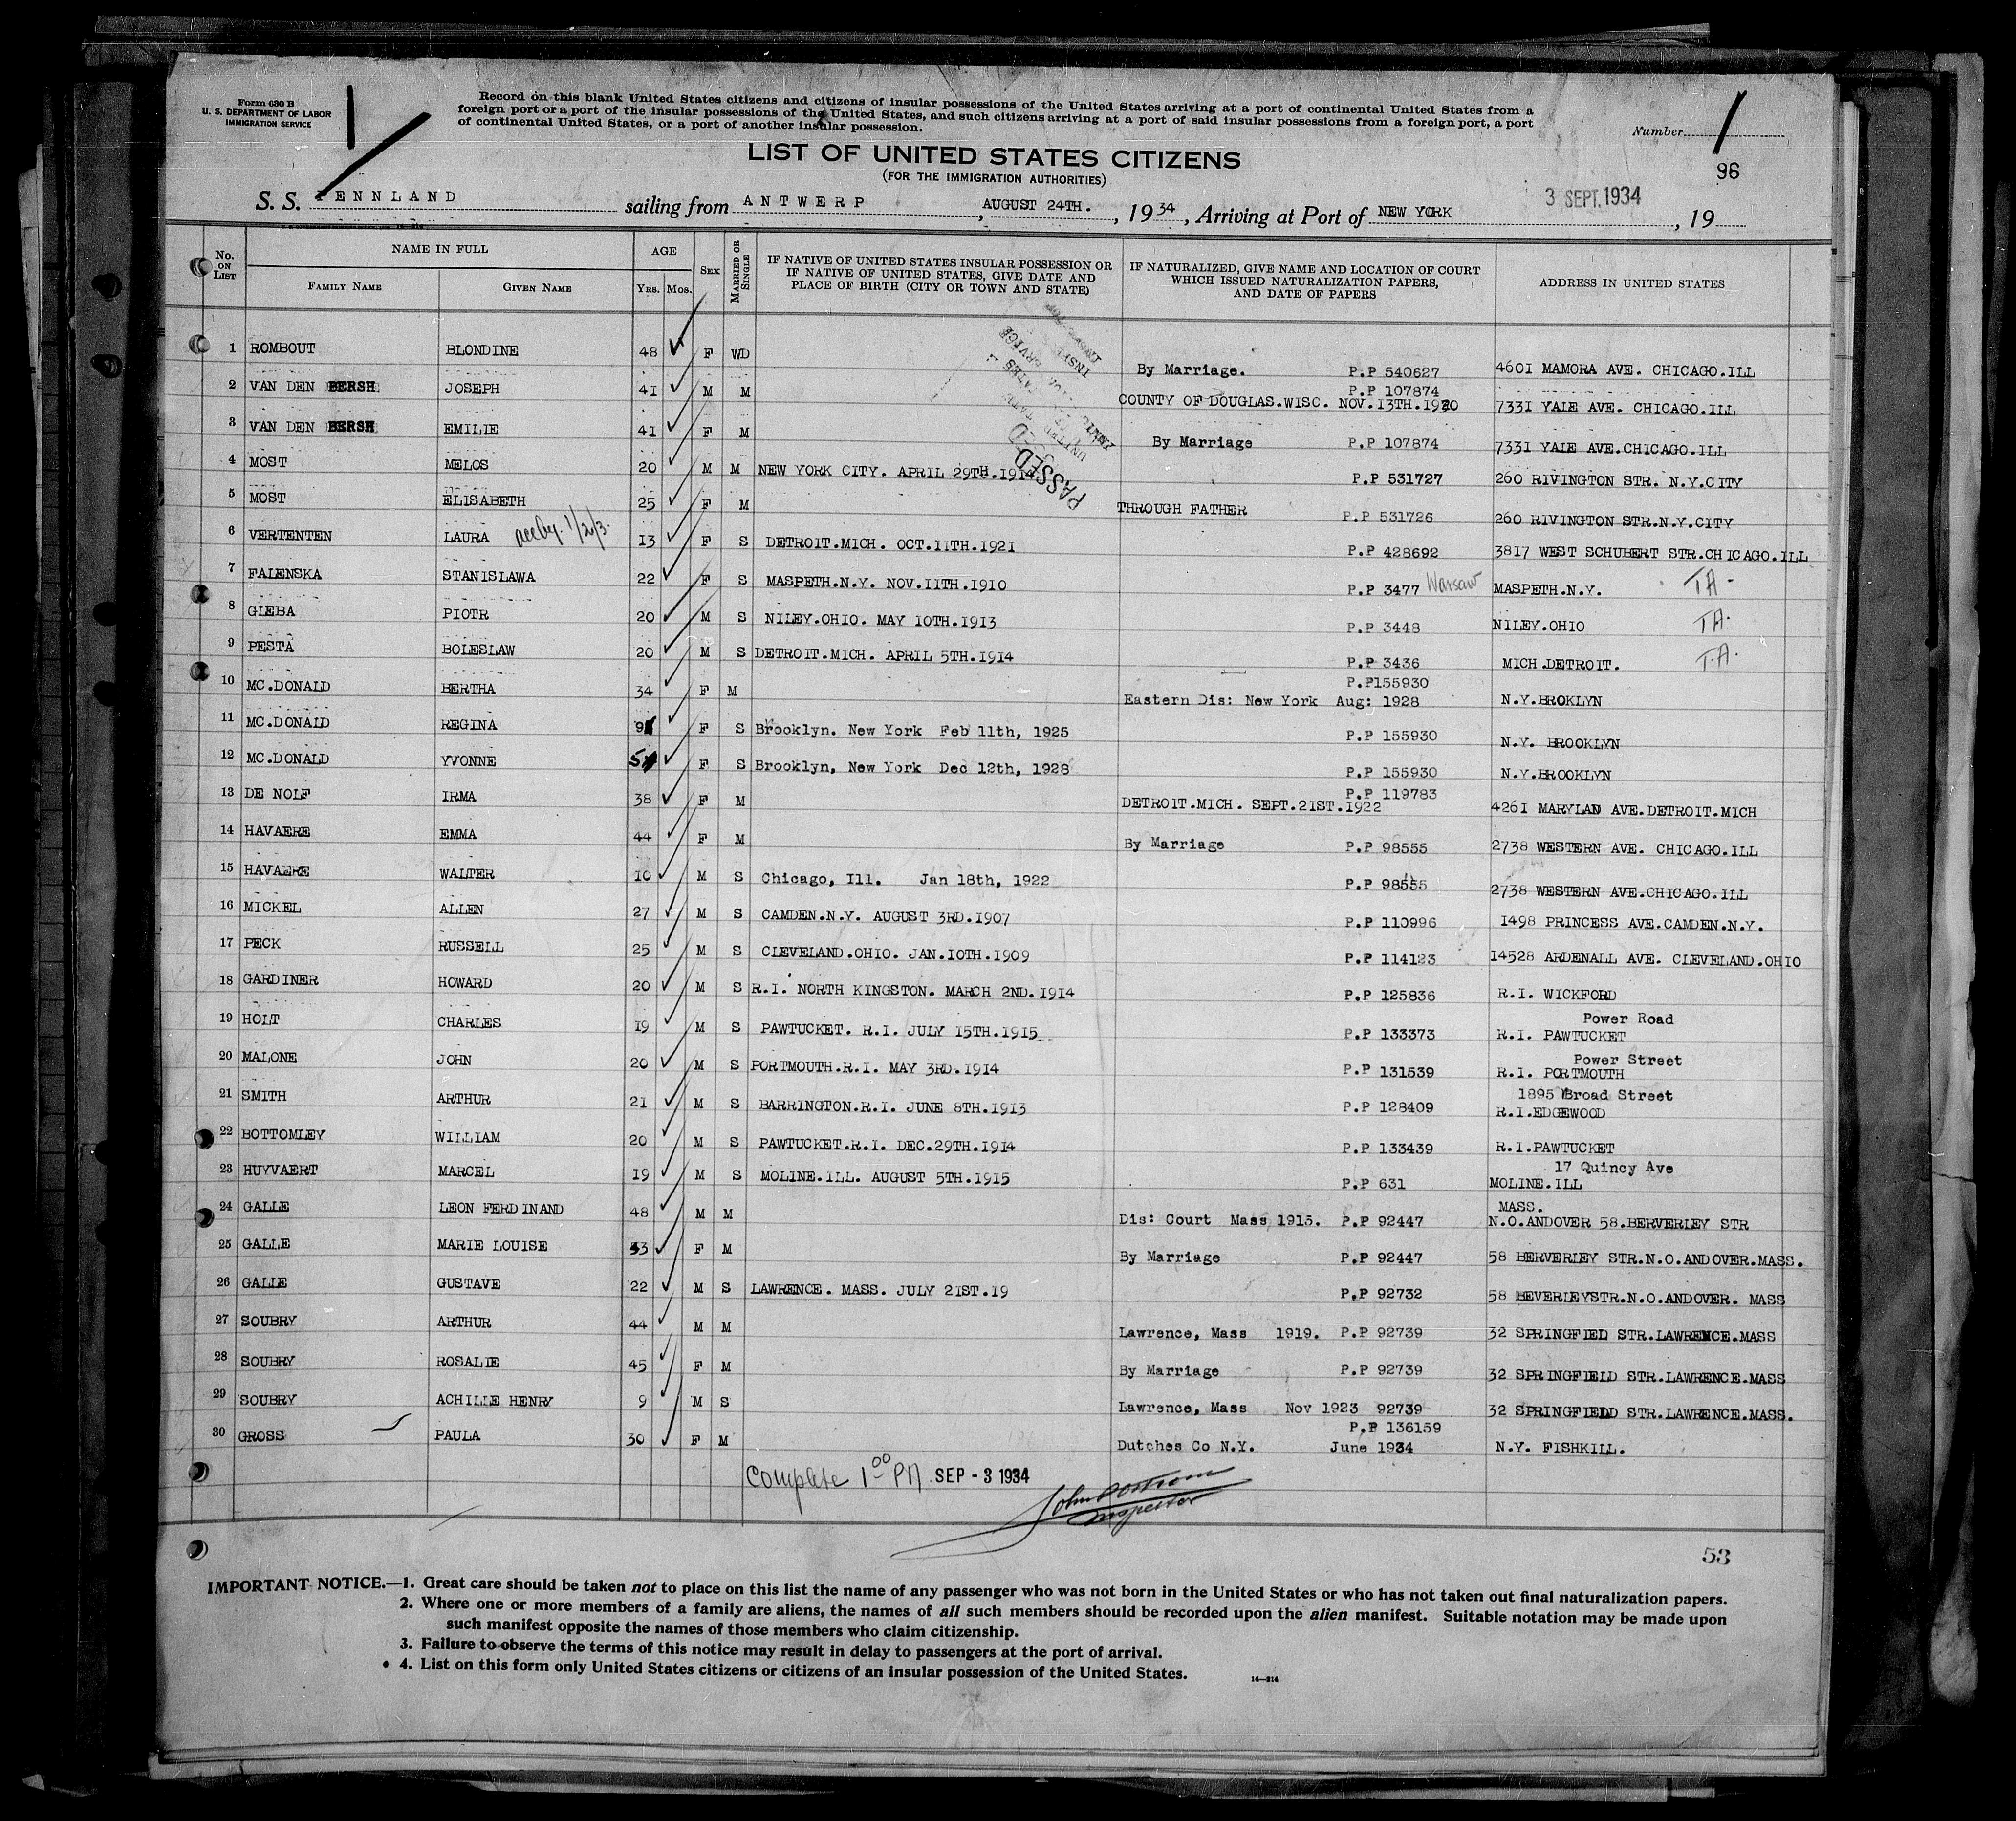 Form 630 B
U. S. DEPARTMENT OF LABOR
IMMIGRATION SERVICE
Record on this blank United States citizens and citizens of insular possessions of the United States arriving at a port of continental United States from a
foreign port or a port of the insular possessions of the United States, and such citizens arriving at a port of said insular possessions from a foreign port, a port
of continental United States, or a port of another insular possession.
Number 1
96
LIST OF UNITED STATES CITIZENS
(FOR THE IMMIGRATION AUTHORITIES)
S. S. PENNLAND sailing from ANTWERP, AUGUST 24TH., 1934, Arriving at Port of NEW YORK 3 SEPT. 1934, 19
No. ON LIST NAME IN FULL AGE SEX MARRIED OR SINGLE IF NATIVE OF UNITED STATES INSULAR POSSESSION OR IF NATIVE OF UNITED STATES, GIVE DATE AND PLACE OF BIRTH (CITY OR TOWN AND STATE) IF NATURALIZED, GIVE NAME AND LOCATION OF COURT WHICH ISSUED NATURALIZATION PAPERS, AND DATE OF PAPERS ADDRESS IN UNITED STATES
FAMILY NAME GIVEN NAME YRS. MOS.
PASSED
1 ROMBOUT BLONDINE 48 F WD By Marriage. P.P 540627 4601 MAMORA AVE. CHICAGO.ILL
2 VAN DEN BERSH JOSEPH 41 M M COUNTY OF DOUGLAS.WISC. NOV.13TH.1920 P.P 107874 7331 YALE AVE. CHICAGO.ILL
3 VAN DEN BERSH EMILIE 41 F M By Marriage P.P 107874 7331 YALE AVE.CHICAGO.ILL
4 MOST MELOS 20 M M NEW YORK CITY. APRIL 29TH.1914 P.P 531727 260 RIVINGTON STR. N.Y.CITY
5 MOST ELISABETH 25 F M THROUGH FATHER P.P 531726 260 RIVINGTON STR.N.Y.CITY
6 VERTENTEN LAURA 13 F S DETROIT.MICH. OCT.11TH.1921 P.P 428692 3817 WEST SCHUBERT STR.CHICAGO.ILL
7 FALENSKA STANISLAWA 22 F S MASPETH.N.Y. NOV.11TH.1910 P.P 3477 Warsaw MASPETH.N.Y. TA-
8 GLEBA PIOTR 20 M S NILEY.OHIO. MAY 10TH.1913 P.P 3448 NILEY.OHIO TA.
9 PESTA BOLESLAW 20 M S DETROIT.MICH. APRIL 5TH.1914 P.P 3436 MICH.DETROIT. T.A.
10 MC.DONALD BERTHA 34 F M Eastern Dis: New York Aug: 1928 P.P155930 N.Y.BROKLYN
11 MC.DONALD REGINA 9 F S Brooklyn. New York Feb 11th, 1925 P.P 155930 N.Y. BROOKLYN
12 MC.DONALD YVONNE 5 F S Brooklyn, New York Dec 12th, 1928 P.P 155930 N.Y.BROOKLYN
13 DE NOLF IRMA 38 F M DETROIT.MICH. SEPT.21ST.1922 P.P 119783 4261 MARYLAN AVE.DETROIT.MICH
14 HAVAERE EMMA 44 F M By Marriage P.P 98555 2738 WESTERN AVE. CHICAGO.ILL
15 HAVAERE WALTER 10 M S Chicago, Ill. Jan 18th, 1922 P.P 98555 2738 WESTERN AVE.CHICAGO.ILL
16 MICKEL ALLEN 27 M S CAMDEN.N.Y. AUGUST 3RD.1907 P.P 110996 1498 PRINCESS AVE.CAMDEN.N.Y.
17 PECK RUSSELL 25 M S CLEVELAND.OHIO. JAN.10TH.1909 P.P 114123 14528 ARDENALL AVE. CLEVELAND.OHIO
18 GARDINER HOWARD 20 M S R.I. NORTH KINGSTON. MARCH 2ND.1914 P.P 125836 R.I. WICKFORD
19 HOLT CHARLES 19 M S PAWTUCKET. R.I. JULY 15TH.1915 P.P 133373 Power Road R.I. PAWTUCKET
20 MALONE JOHN 20 M S PORTMOUTH.R.I. MAY 3RD.1914 P.P 131539 Power Street R.I. PORTMOUTH
21 SMITH ARTHUR 21 M S BARRINGTON.R.I. JUNE 8TH.1913 P.P 128409 1895 Broad Street R.I.EDGEWOOD
22 BOTTOMLEY WILLIAM 20 M S PAWTUCKET.R.I. DEC.29TH.1914 P.P 133439 R.I.PAWTUCKET
23 HUYVAERT MARCEL 19 M S MOLINE.ILL. AUGUST 5TH.1915 P.P 631 17 Quincy Ave MOLINE.ILL
24 GALLE LEON FERDINAND 48 M M Dis: Court Mass 1915. P.P 92447 MASS. N.O.ANDOVER 58.BERVERLEY STR
25 GALLE MARIE LOUISE 53 F M By Marriage P.P 92447 58 BERVERLEY STR.N.O.ANDOVER.MASS.
26 GALLE GUSTAVE 22 M S LAWRENCE. MASS. JULY 21ST.19 P.P 92732 58 BEVERLEYSTR.N.O.ANDOVER. MASS
27 SOUBRY ARTHUR 44 M M Lawrence, Mass 1919. P.P 92739 32 SPRINGFIED STR.LAWRENCE.MASS
28 SOUBRY ROSALIE 45 F M By Marriage P.P 92739 32 SPRINGFIELD STR.LAWRENCE.MASS
29 SOUBRY ACHILLE HENRY 9 M S Lawrence, Mass Nov 1923 92739 32 SPRINGFIELD STR.LAWRENCE.MASS.
30 GROSS PAULA 30 F M Dutches Co N.Y. June 1934 P.P 136159 N.Y. FISHKILL.
Complete 1 00 PM SEP - 3 1934
Inspector
53
IMPORTANT NOTICE.—1. Great care should be taken not to place on this list the name of any passenger who was not born in the United States or who has not taken out final naturalization papers.
2. Where one or more members of a family are aliens, the names of all such members should be recorded upon the alien manifest. Suitable notation may be made upon
such manifest opposite the names of those members who claim citizenship.
3. Failure to observe the terms of this notice may result in delay to passengers at the port of arrival.
4. List on this form only United States citizens or citizens of an insular possession of the United States.
14—214